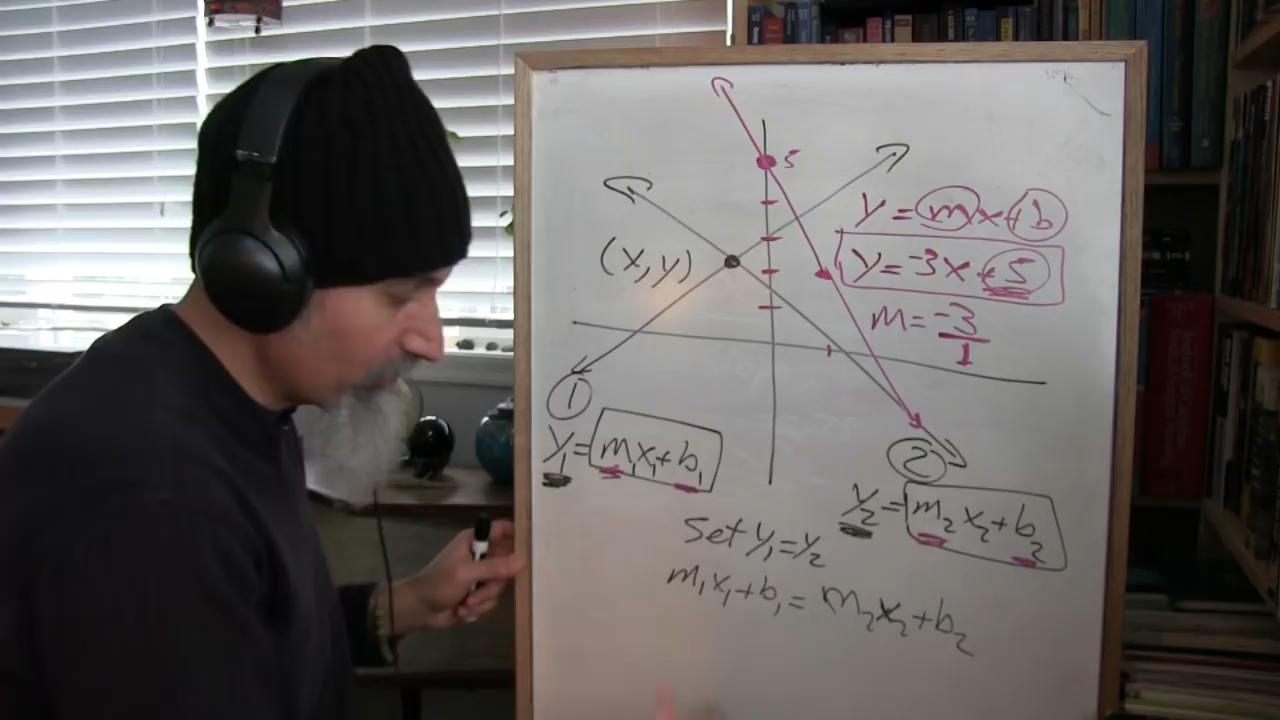 5
y = mx + b
(x, y)
y = -3x + 5
m = -3/1
1
y₁ = m₁x₁ + b₁
2
y₂ = m₂x₂ + b₂
Set y₁ = y₂
m₁x₁ + b₁ = m₂x₂ + b₂